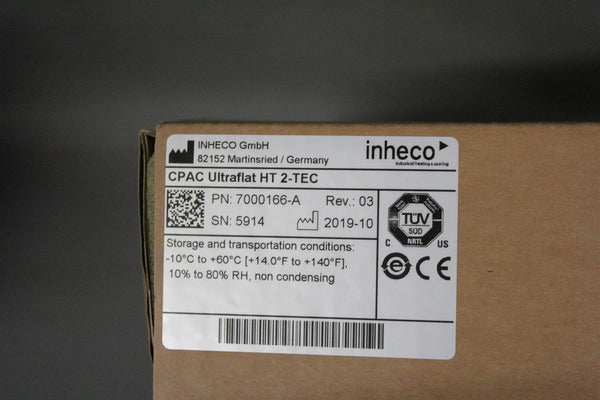 INHECO GmbH
82152 Martinsried / Germany
inheco
industrial heating & cooling
CPAC Ultraflat HT 2-TEC
PN: 7000166-A Rev.: 03
SN: 5914 2019-10
TÜV
SÜD
NRTL
C US
Storage and transportation conditions:
-10°C to +60°C [+14.0°F to +140°F],
10% to 80% RH, non condensing
e CE